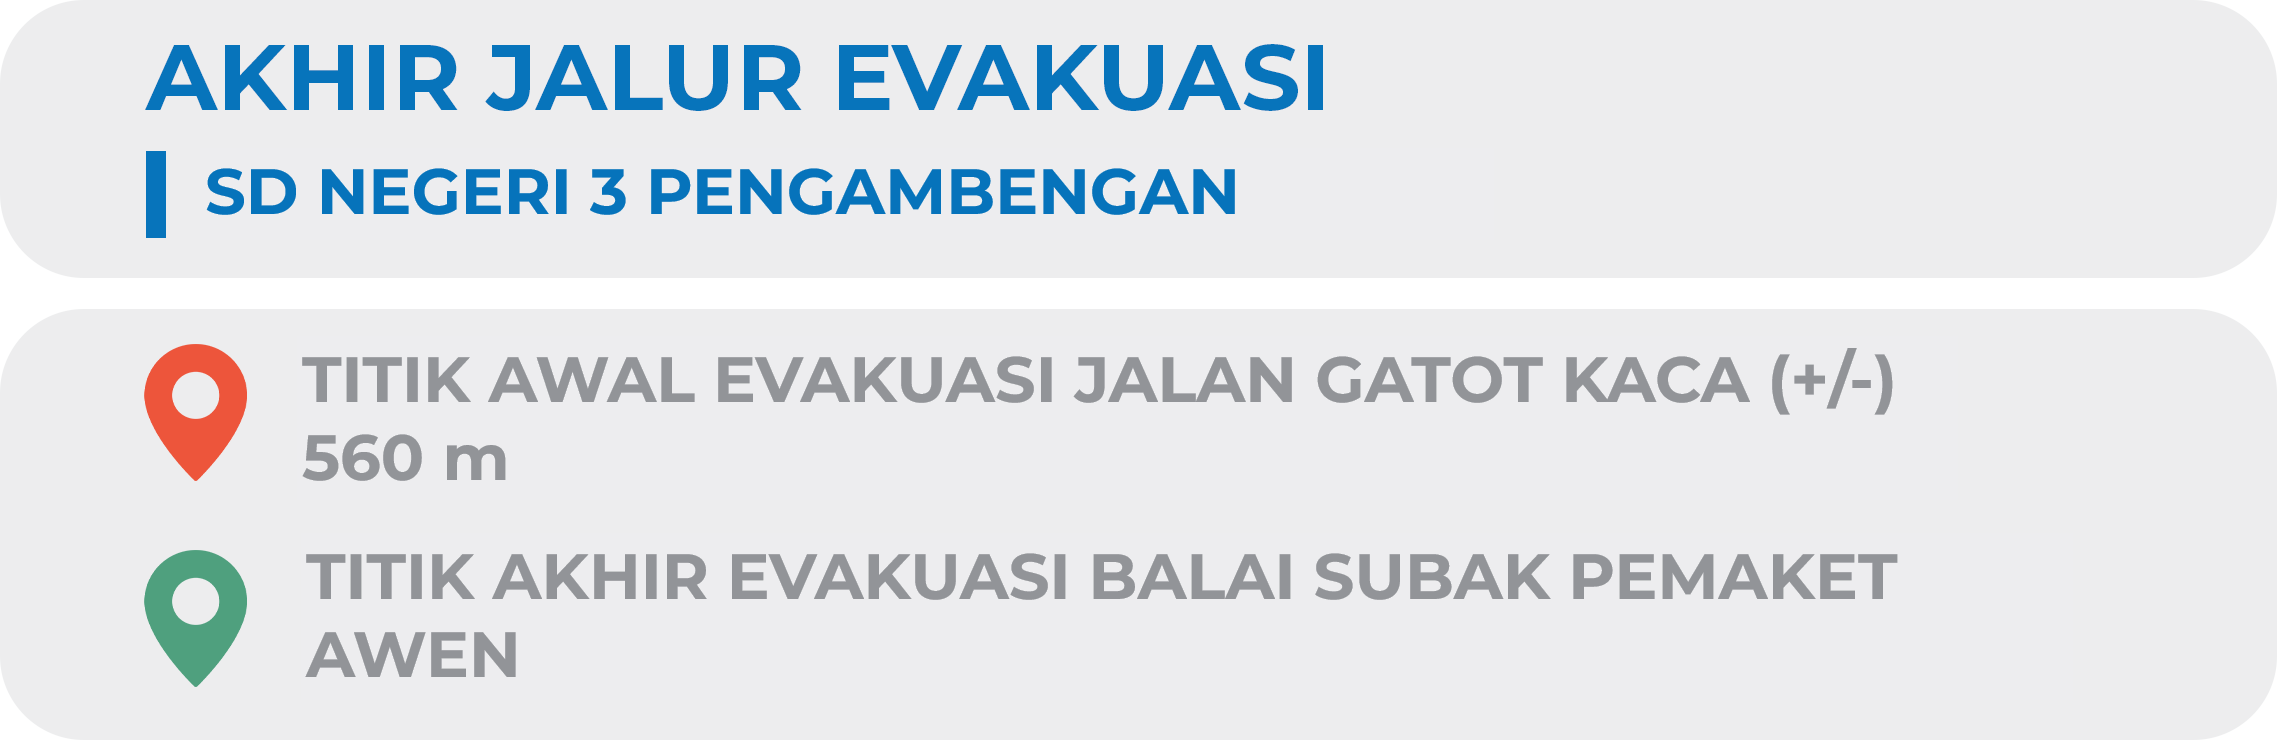 AKHIR JALUR EVAKUASI
SD NEGERI 3 PENGAMBENGAN
TITIK AWAL EVAKUASI JALAN GATOT KACA (+/-)
560 m
TITIK AKHIR EVAKUASI BALAI SUBAK PEMAKET
AWEN